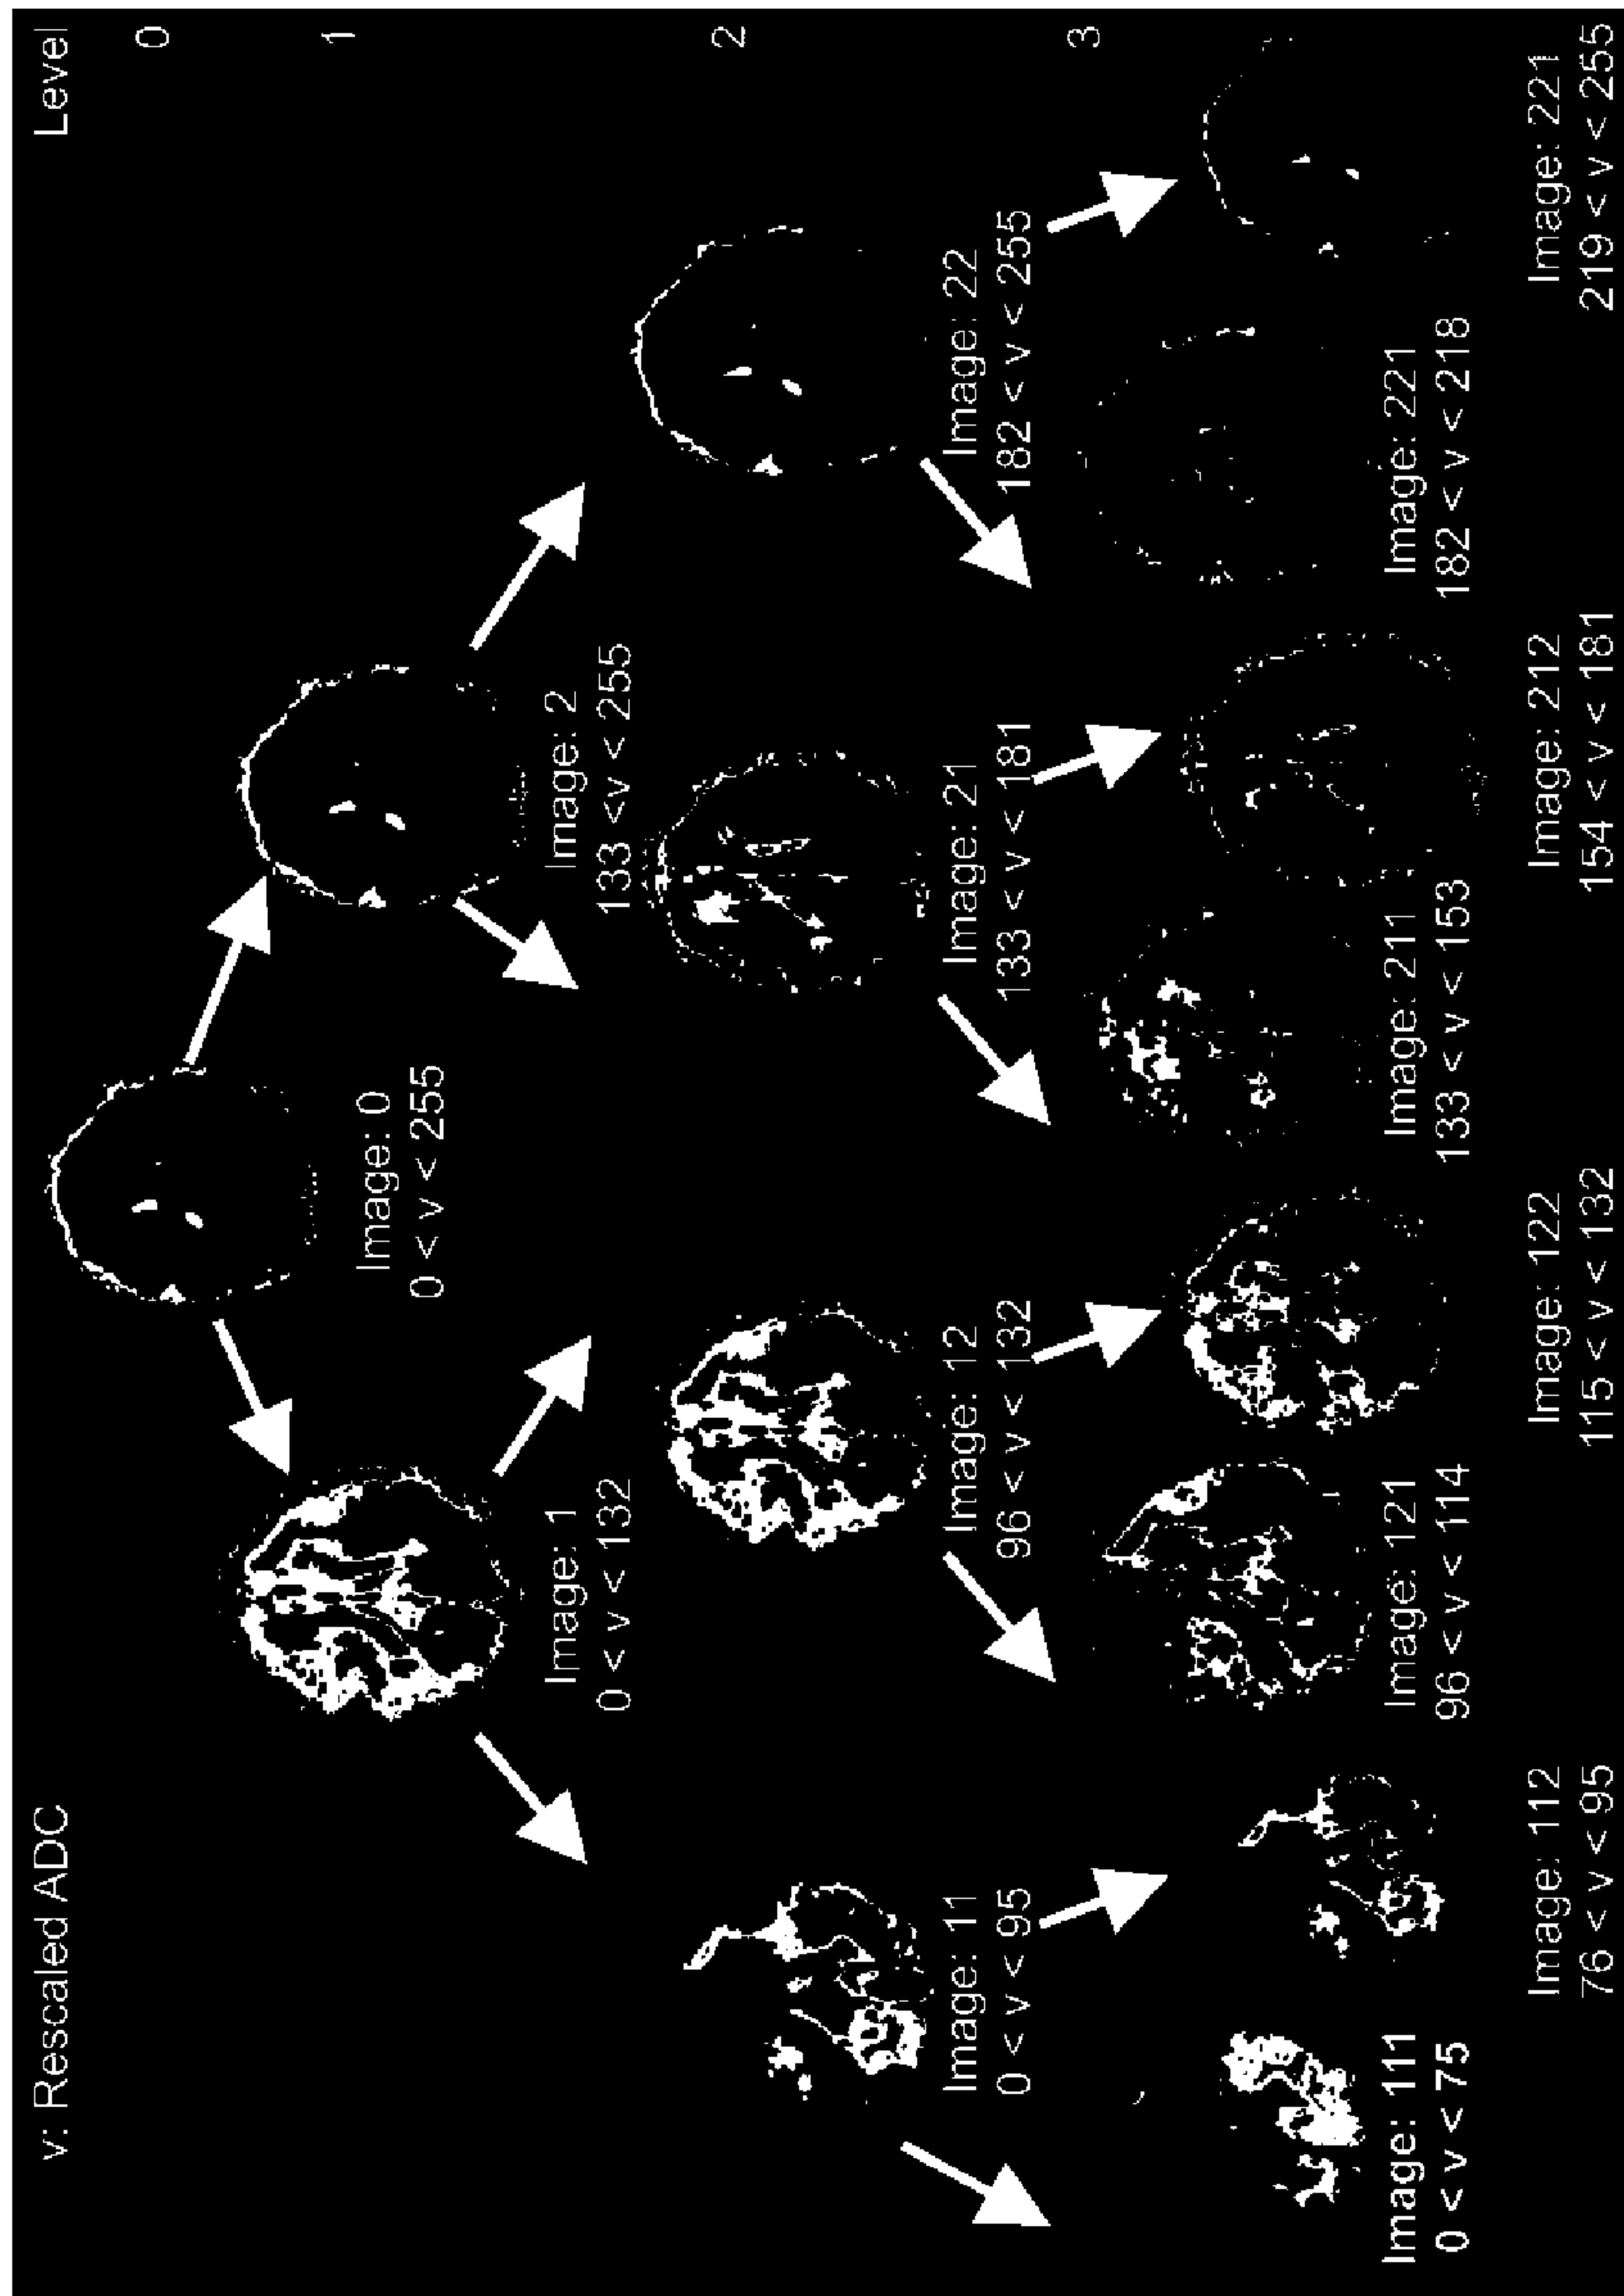 v: Rescaled ADC
Level
0
Image: 0
0 < v < 255
1
Image: 1
0 < v < 132
Image: 2
133 <v < 255
2
Image: 11
0 < v < 95
Image: 12
96 < v < 132
Image: 21
133 < v < 181
Image: 22
182 < v < 255
3
Image: 111
0 < v < 75
Image: 112
76 < v < 95
Image: 121
96 < v < 114
Image: 122
115 < v < 132
Image: 211
133 < v < 153
Image: 212
154 < v < 181
Image: 221
182 < v < 218
Image: 221
219 < v < 255